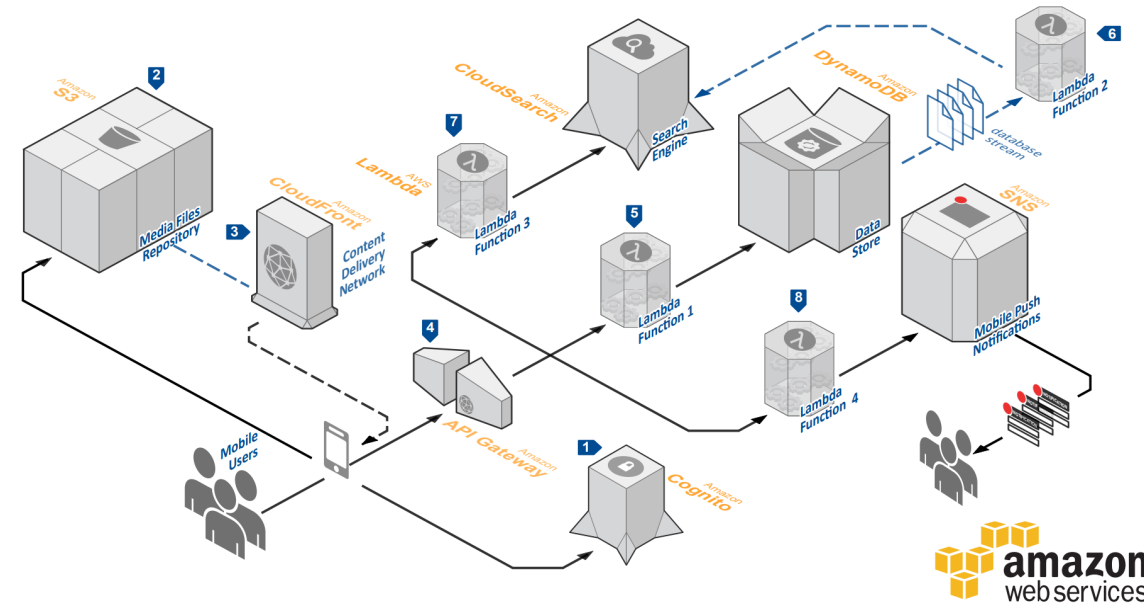 2
Amazon
S3
Media Files
Repository
3
Amazon
CloudFront
Content
Delivery
Network
7
AWS
Lambda
Lambda
Function 3
Amazon
CloudSearch
Search
Engine
Amazon
DynamoDB
Data
Store
database
stream
6
Lambda
Function 2
5
Lambda
Function 1
4
Amazon
API Gateway
8
Lambda
Function 4
Amazon
SNS
Mobile Push
Notifications
NOTIFICATION
1
Amazon
Cognito
Mobile
Users
amazon
web services